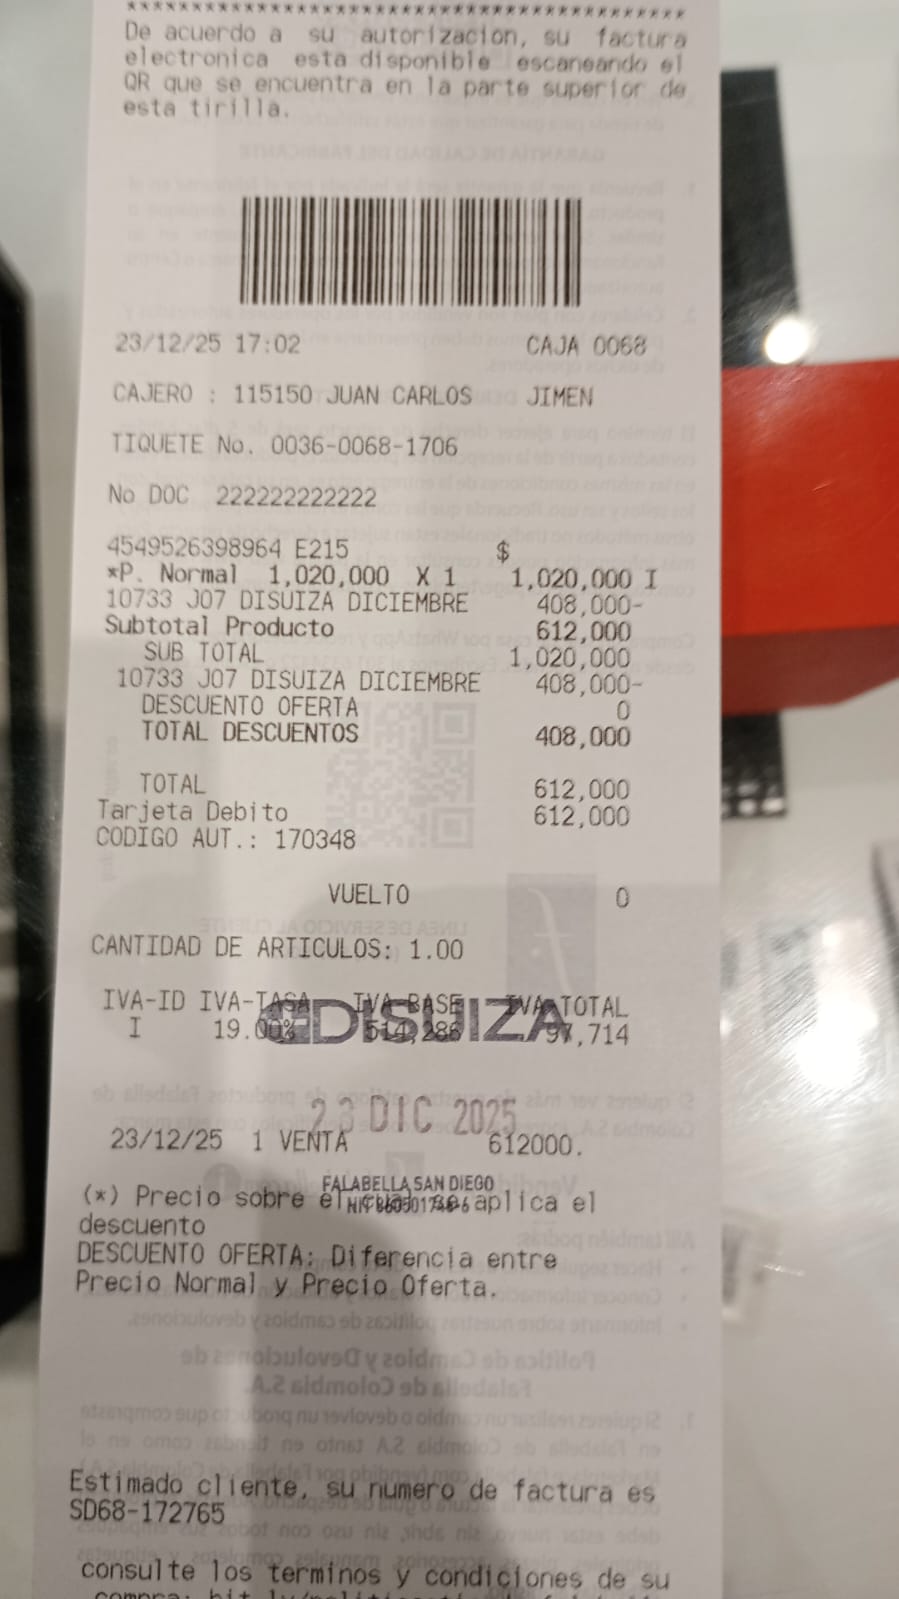 ****************************************
De acuerdo a su autorizacion, su factura
electronica esta disponible escaneando el
QR que se encuentra en la parte superior de
esta tirilla.
23/12/25 17:02 CAJA 0068
CAJERO : 115150 JUAN CARLOS JIMEN
TIQUETE No. 0036-0068-1706
No DOC 222222222222
4549526398964 E215 $
*P. Normal 1,020,000 X 1 1,020,000 I
10733 J07 DISUIZA DICIEMBRE 408,000-
Subtotal Producto 612,000
SUB TOTAL 1,020,000
10733 J07 DISUIZA DICIEMBRE 408,000-
DESCUENTO OFERTA 0
TOTAL DESCUENTOS 408,000
TOTAL 612,000
Tarjeta Debito 612,000
CODIGO AUT.: 170348
VUELTO 0
CANTIDAD DE ARTICULOS: 1.00
IVA-ID IVA-TASA IVA-BASE IVA-TOTAL
I 19.00% 514,286 97,714
DISUIZA
23 DIC 2025
23/12/25 1 VENTA 612000.
FALABELLA SAN DIEGO
(*) Precio sobre el aplica el
descuento
DESCUENTO OFERTA: Diferencia entre
Precio Normal y Precio Oferta.
Estimado cliente, su numero de factura es
SD68-172765
consulte los terminos y condiciones de su